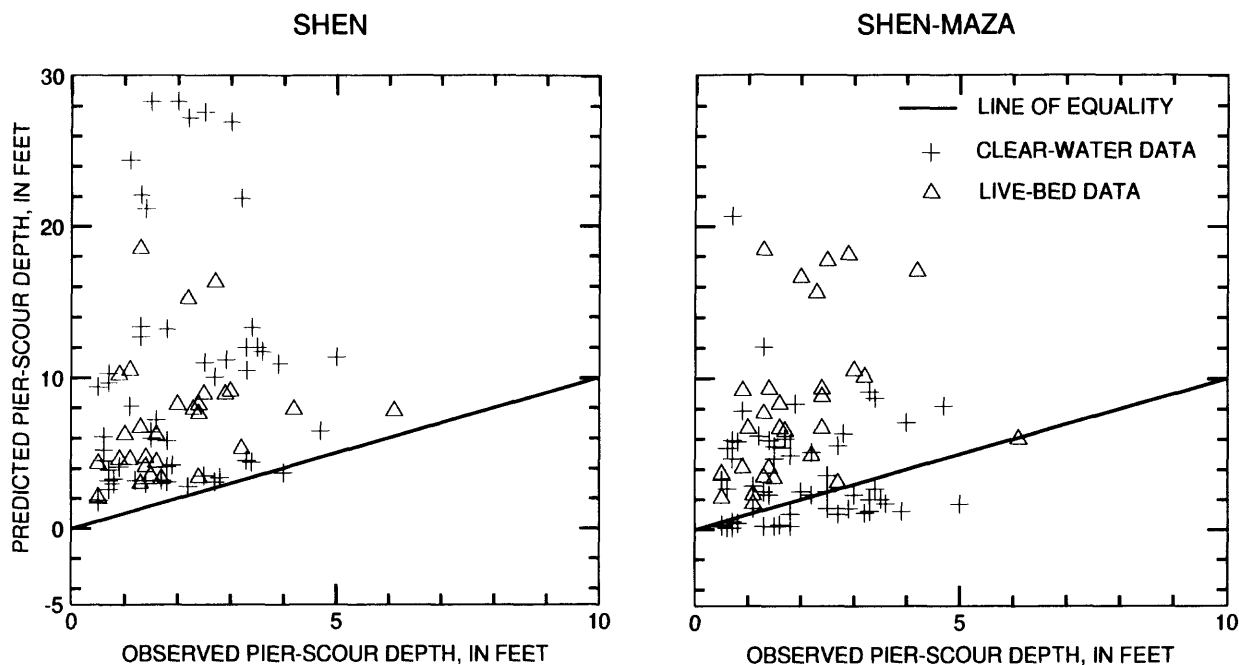 SHEN
SHEN-MAZA
PREDICTED PIER-SCOUR DEPTH, IN FEET
30
20
10
0
-5
0
5
10
OBSERVED PIER-SCOUR DEPTH, IN FEET
LINE OF EQUALITY
CLEAR-WATER DATA
LIVE-BED DATA
0
5
10
OBSERVED PIER-SCOUR DEPTH, IN FEET